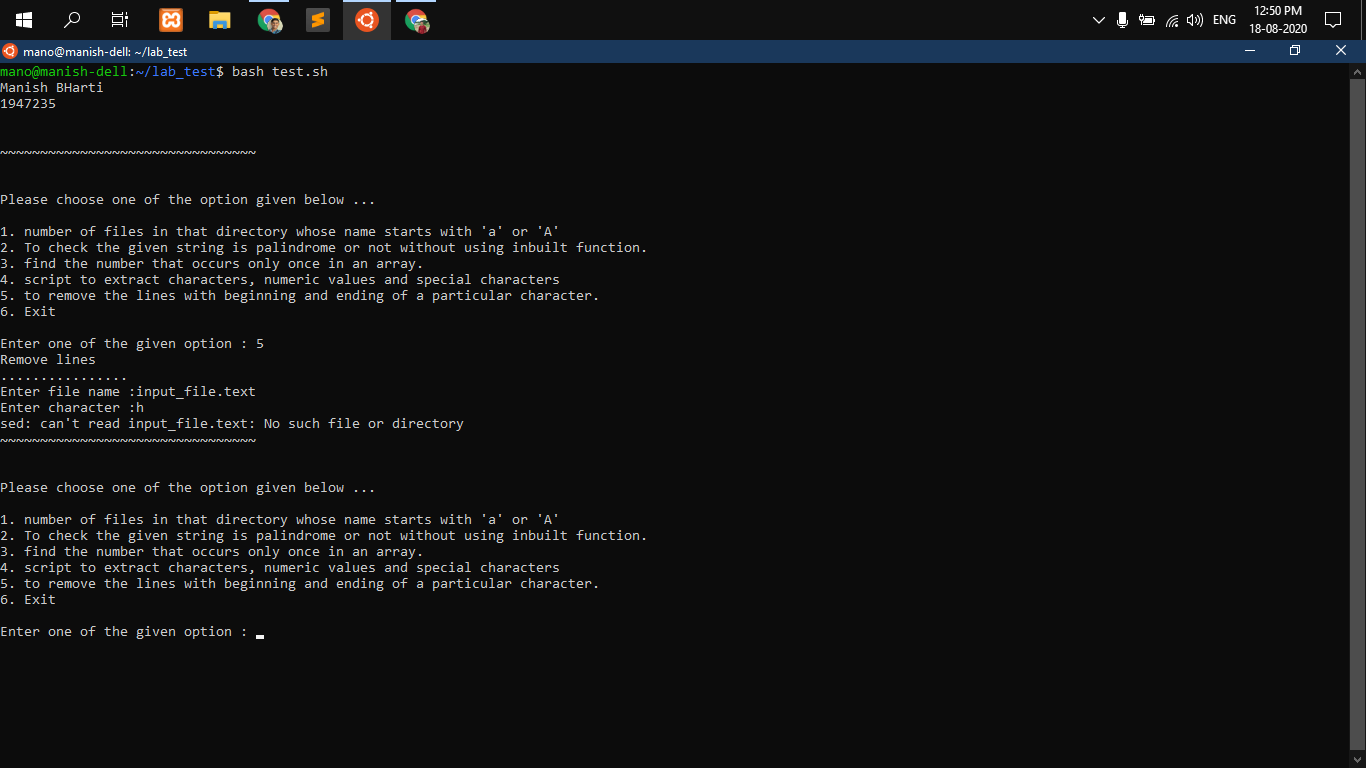 12:50 PM
ENG
18-08-2020
mano@manish-dell: ~/lab_test
mano@manish-dell:~/lab_test$ bash test.sh
Manish BHarti
1947235
~~~~~~~~~~~~~~~~~~~~~~~~~~~~~~~~
Please choose one of the option given below ...
1. number of files in that directory whose name starts with 'a' or 'A'
2. To check the given string is palindrome or not without using inbuilt function.
3. find the number that occurs only once in an array.
4. script to extract characters, numeric values and special characters
5. to remove the lines with beginning and ending of a particular character.
6. Exit
Enter one of the given option : 5
Remove lines
................
Enter file name :input_file.text
Enter character :h
sed: can't read input_file.text: No such file or directory
~~~~~~~~~~~~~~~~~~~~~~~~~~~~~~~~
Please choose one of the option given below ...
1. number of files in that directory whose name starts with 'a' or 'A'
2. To check the given string is palindrome or not without using inbuilt function.
3. find the number that occurs only once in an array.
4. script to extract characters, numeric values and special characters
5. to remove the lines with beginning and ending of a particular character.
6. Exit
Enter one of the given option :